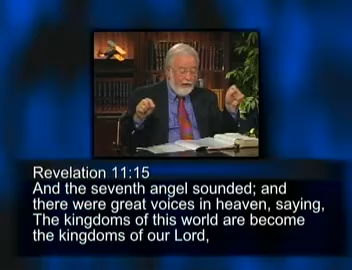 Revelation 11:15
And the seventh angel sounded; and
there were great voices in heaven, saying,
The kingdoms of this world are become
the kingdoms of our Lord,